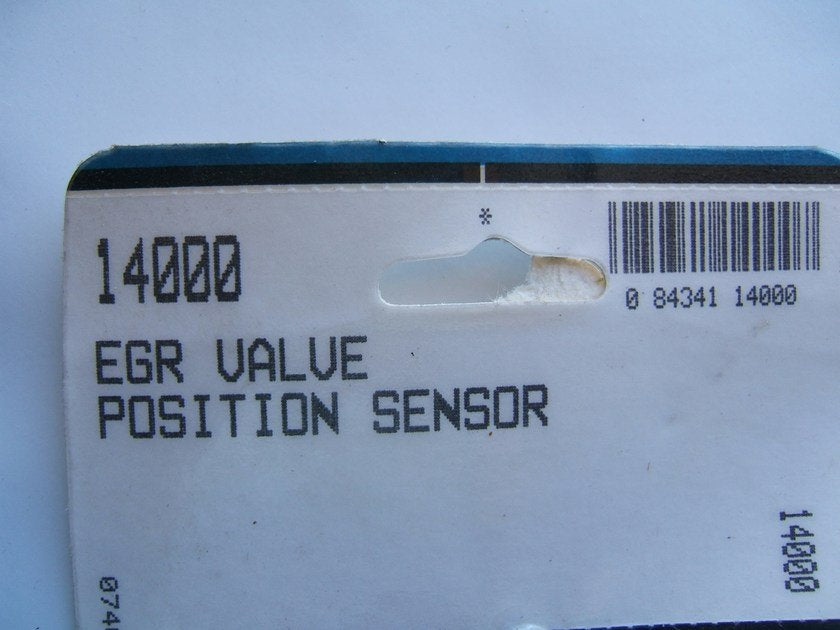 *
14000
0 84341 14000
EGR VALVE
POSITION SENSOR
14000